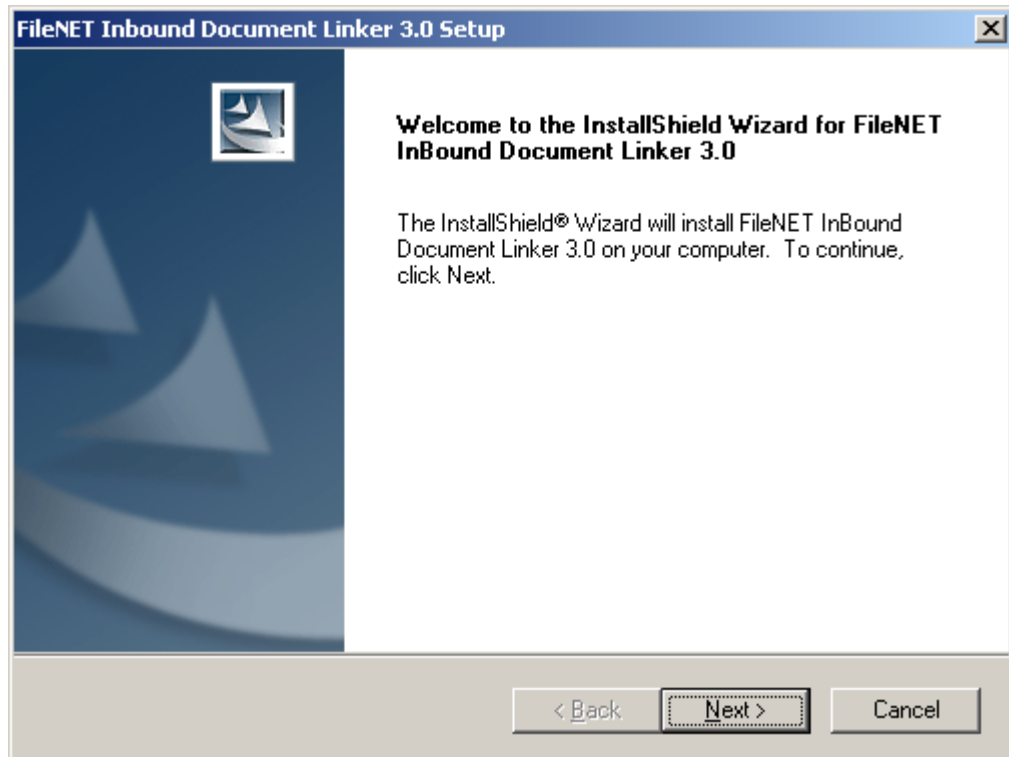 FileNET Inbound Document Linker 3.0 Setup
Welcome to the InstallShield Wizard for FileNET
InBound Document Linker 3.0
The InstallShield® Wizard will install FileNET InBound
Document Linker 3.0 on your computer.  To continue,
click Next.
< Back
Next >
Cancel